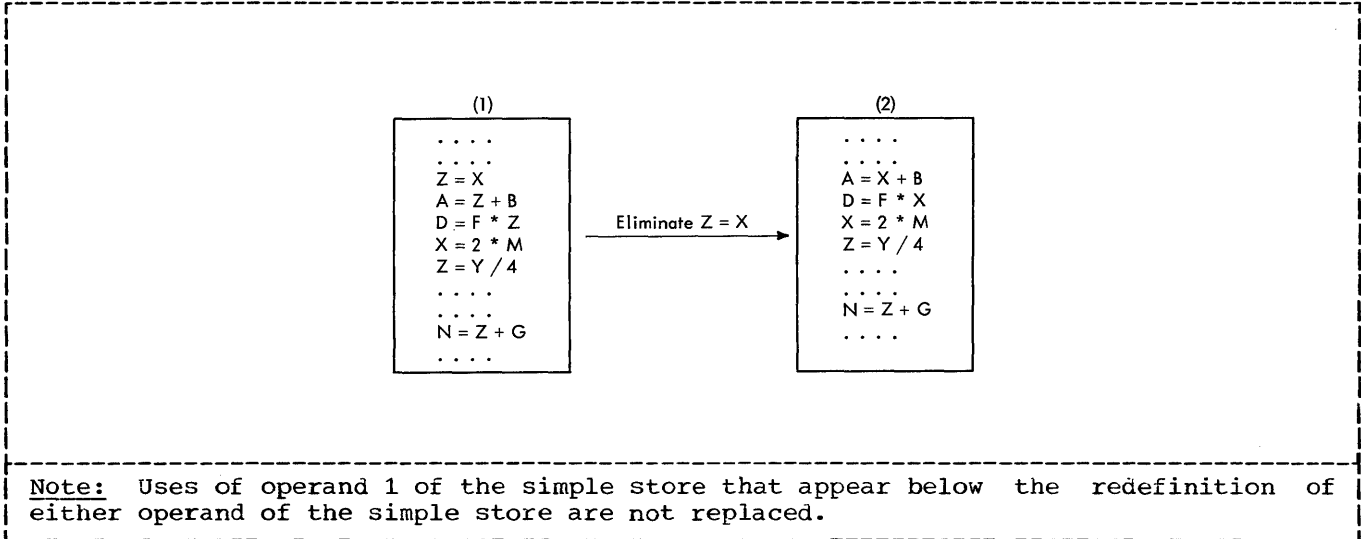 (1)
. . . .
. . . .
Z = X
A = Z + B
D = F * Z
X = 2 * M
Z = Y / 4
. . . .
. . . .
N = Z + G
. . . .
Eliminate Z = X
(2)
. . . .
. . . .
A = X + B
D = F * X
X = 2 * M
Z = Y / 4
. . . .
. . . .
N = Z + G
. . . .
Note: Uses of operand 1 of the simple store that appear below the redefinition of
either operand of the simple store are not replaced.